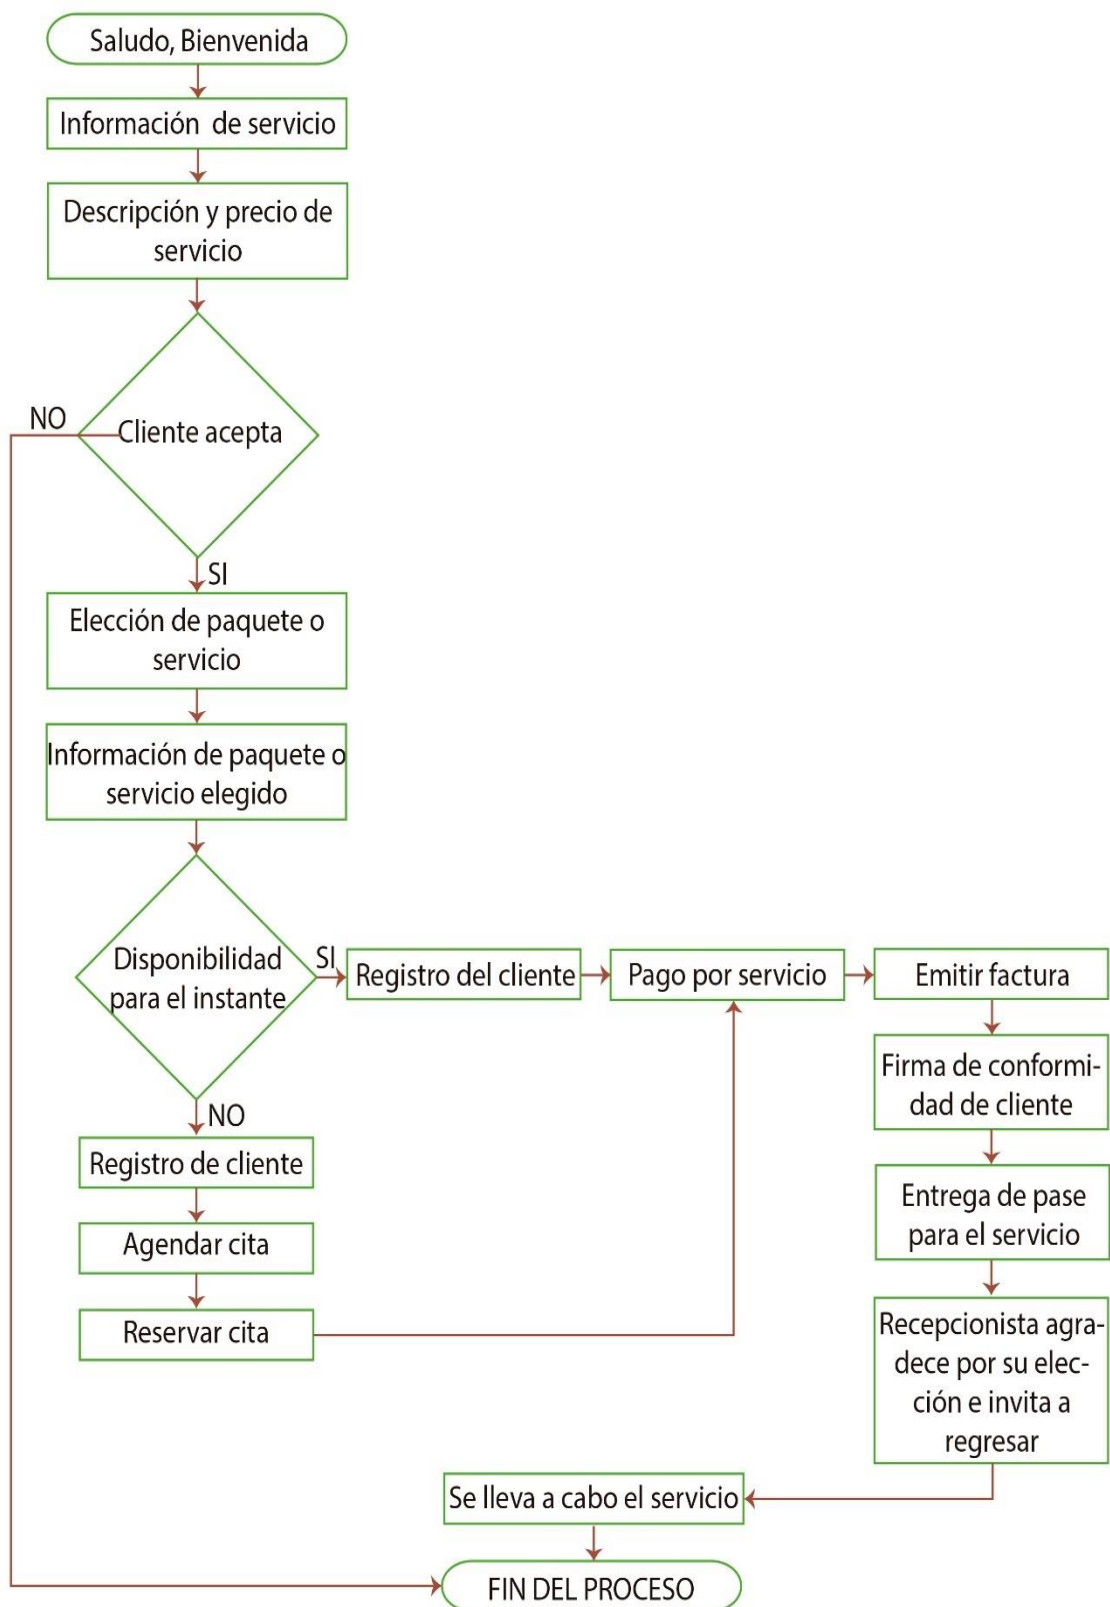 Saludo, Bienvenida
Información de servicio
Descripción y precio de
servicio
NO
Cliente acepta
SI
Elección de paquete o
servicio
Información de paquete o
servicio elegido
Disponibilidad
para el instante
SI
Registro del cliente
Pago por servicio
Emitir factura
Firma de conformi-
dad de cliente
NO
Registro de cliente
Entrega de pase
para el servicio
Agendar cita
Reservar cita
Recepcionista agra-
dece por su elec-
ción e invita a
regresar
Se lleva a cabo el servicio
FIN DEL PROCESO